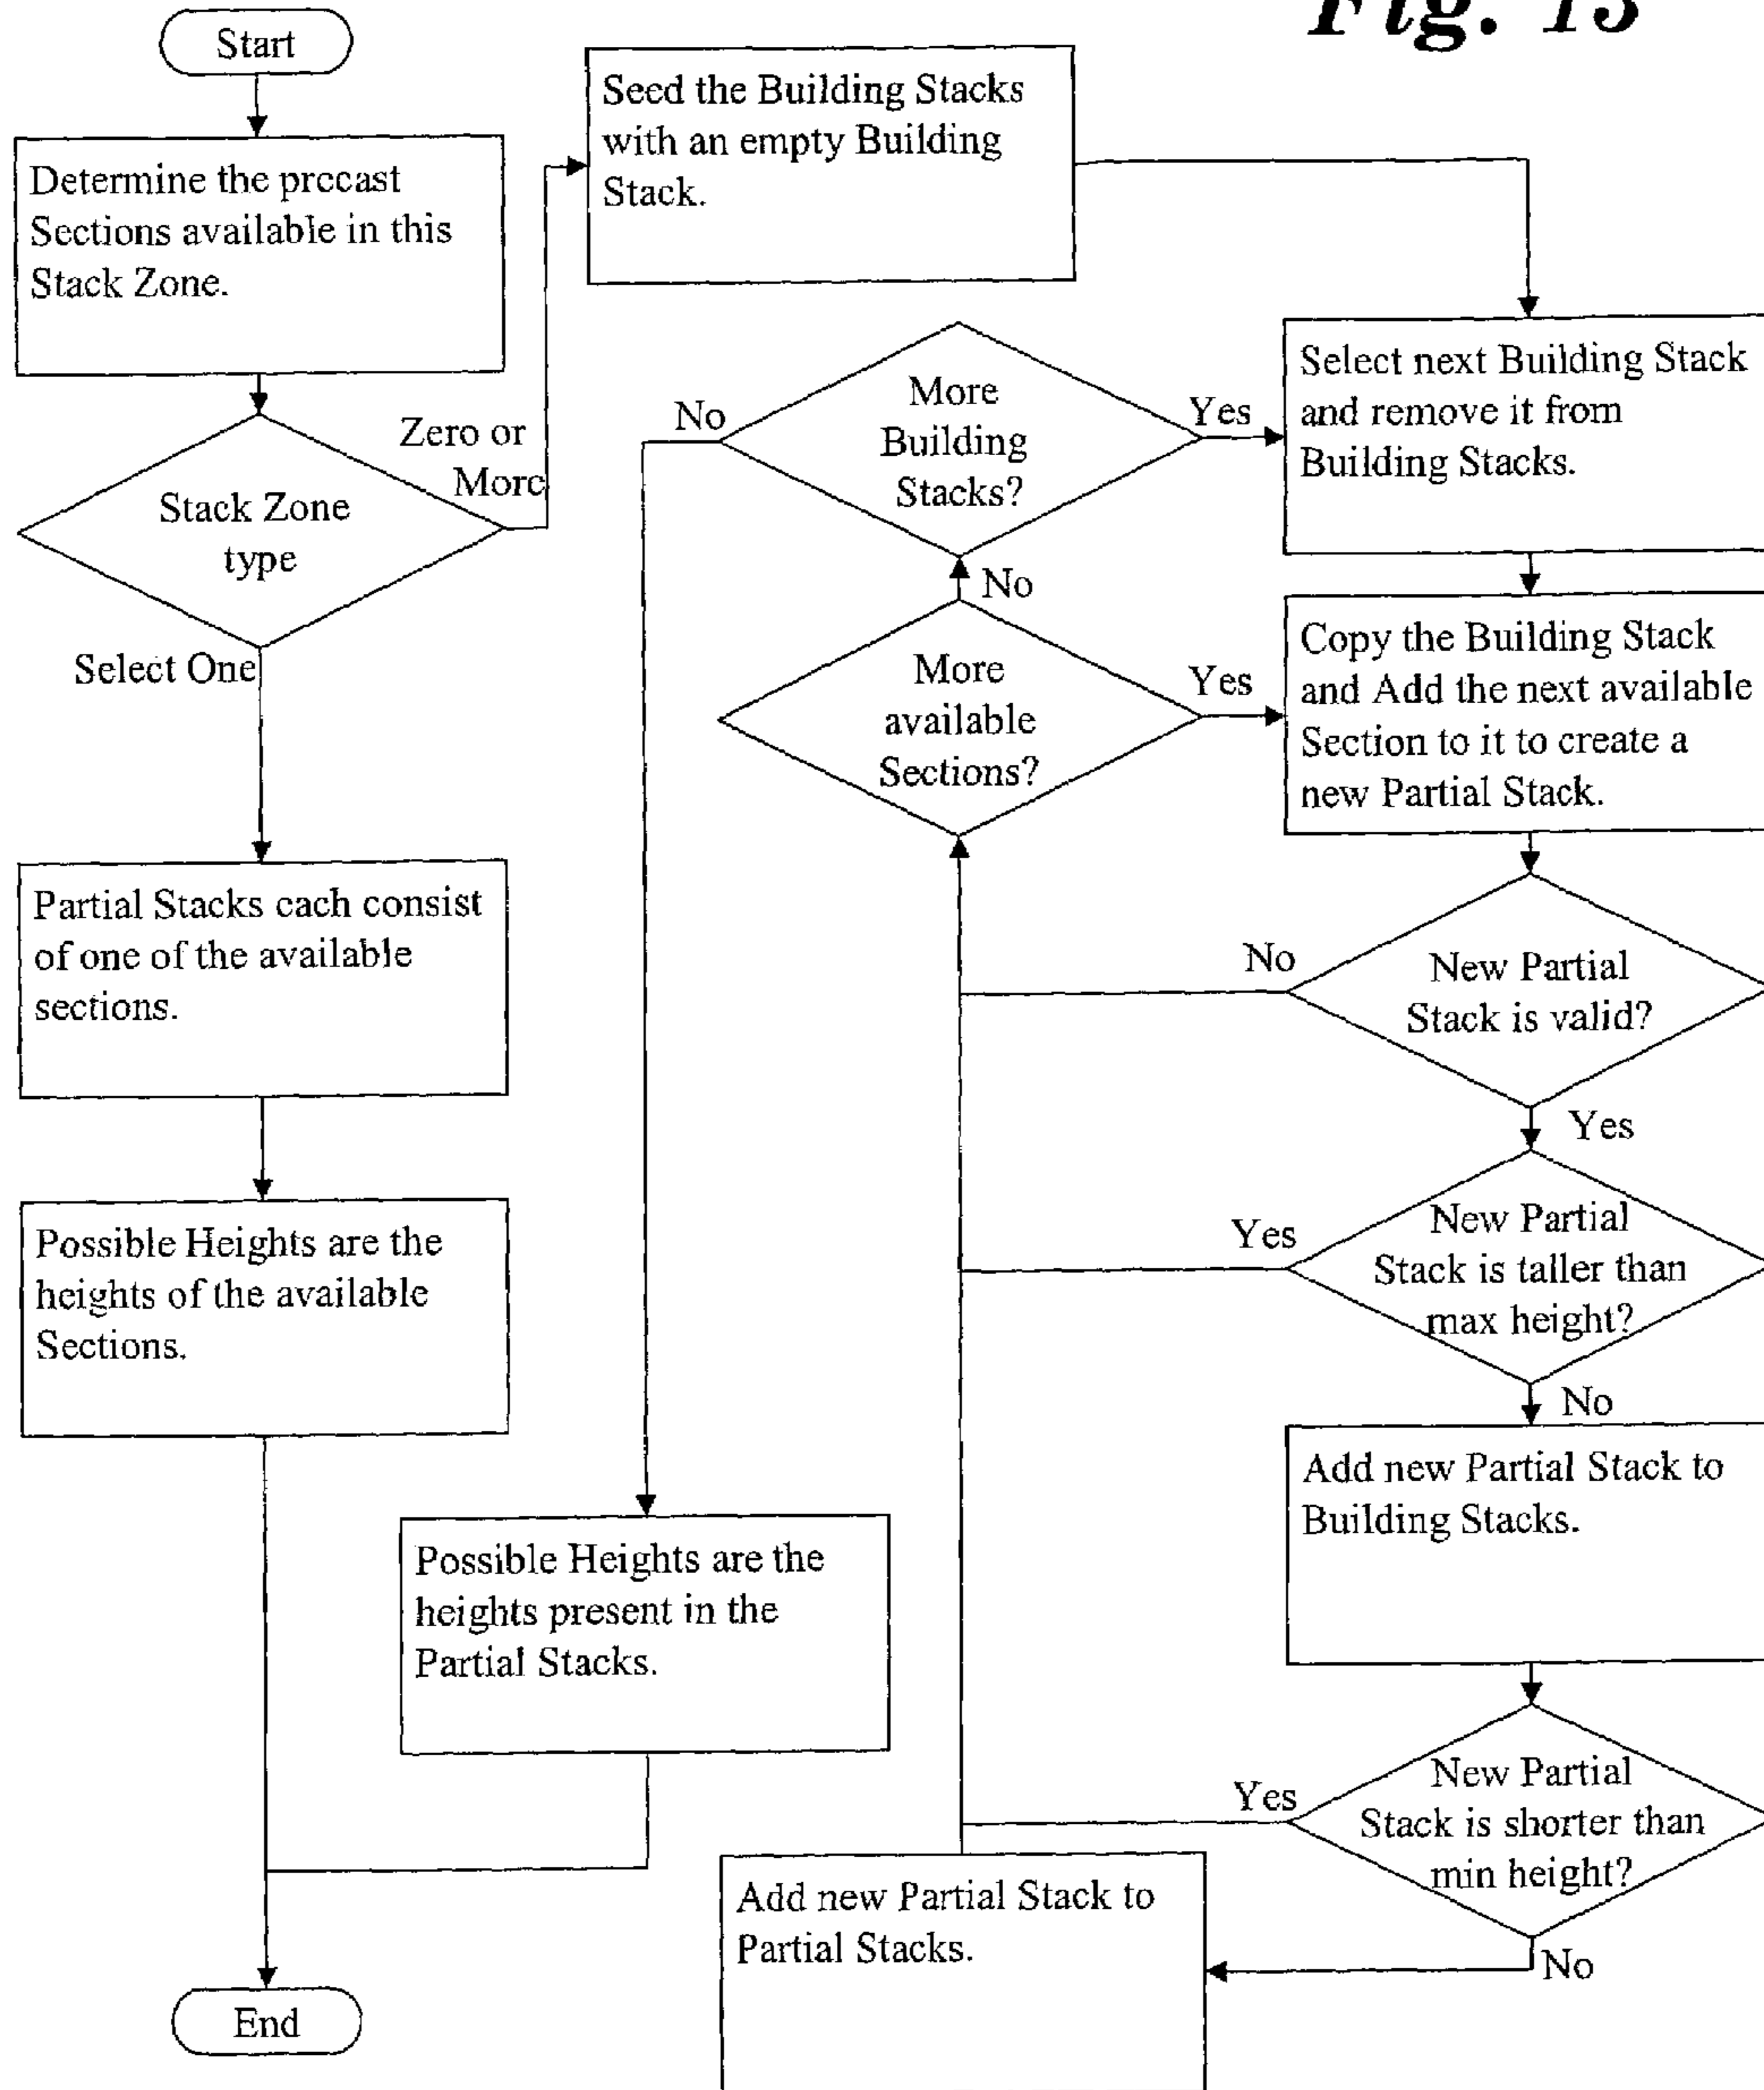 Fig. 13
Start
Determine the precast
Sections available in this
Stack Zone.
Stack Zone
type
Zero or
More
Select One
Partial Stacks each consist
of one of the available
sections.
Possible Heights are the
heights of the available
Sections.
End
Seed the Building Stacks
with an empty Building
Stack.
More
Building
Stacks?
No
Yes
Select next Building Stack
and remove it from
Building Stacks.
No
More
available
Sections?
Yes
Copy the Building Stack
and Add the next available
Section to it to create a
new Partial Stack.
No
New Partial
Stack is valid?
Yes
Yes
New Partial
Stack is taller than
max height?
No
Add new Partial Stack to
Building Stacks.
Possible Heights are the
heights present in the
Partial Stacks.
Yes
New Partial
Stack is shorter than
min height?
No
Add new Partial Stack to
Partial Stacks.